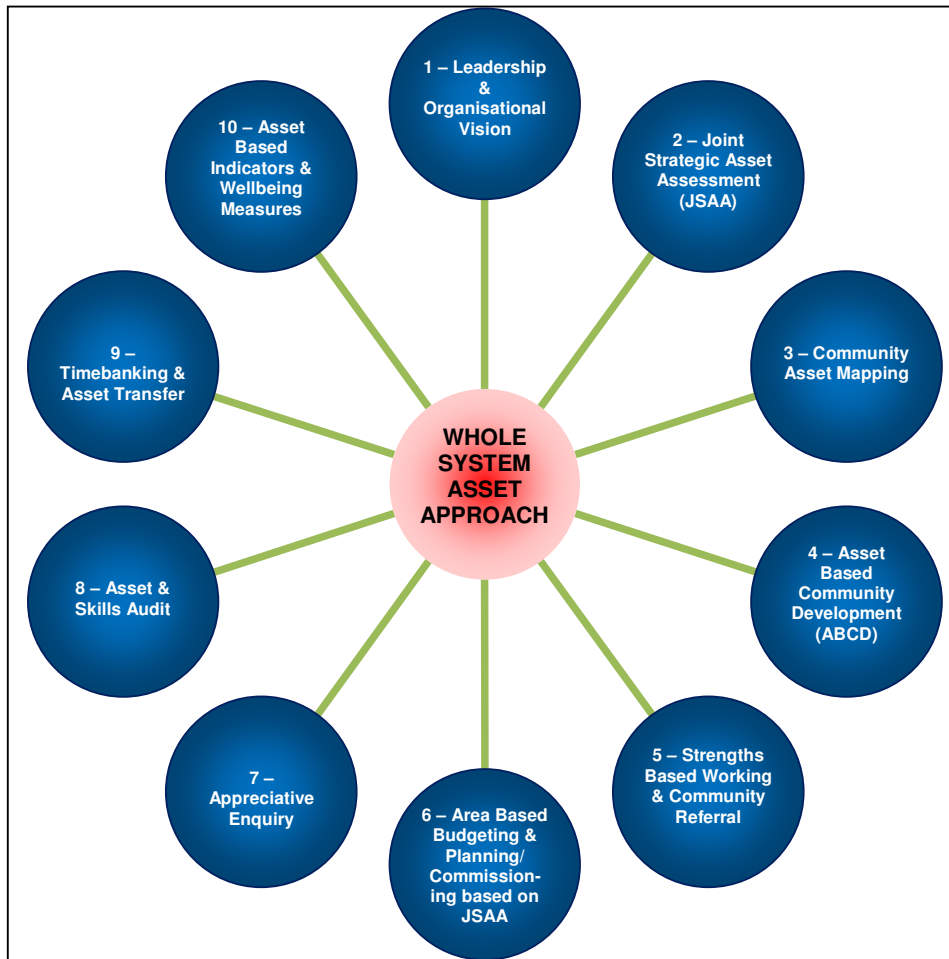 1 – Leadership
&
Organisational
Vision
2 – Joint
Strategic Asset
Assessment
(JSAA)
3 – Community
Asset Mapping
4 – Asset
Based
Community
Development
(ABCD)
5 – Strengths
Based Working
& Community
Referral
6 – Area Based
Budgeting &
Planning/
Commission-
ing based on
JSAA
7 –
Appreciative
Enquiry
8 – Asset &
Skills Audit
9 –
Timebanking &
Asset Transfer
10 – Asset
Based
Indicators &
Wellbeing
Measures
WHOLE
SYSTEM
ASSET
APPROACH